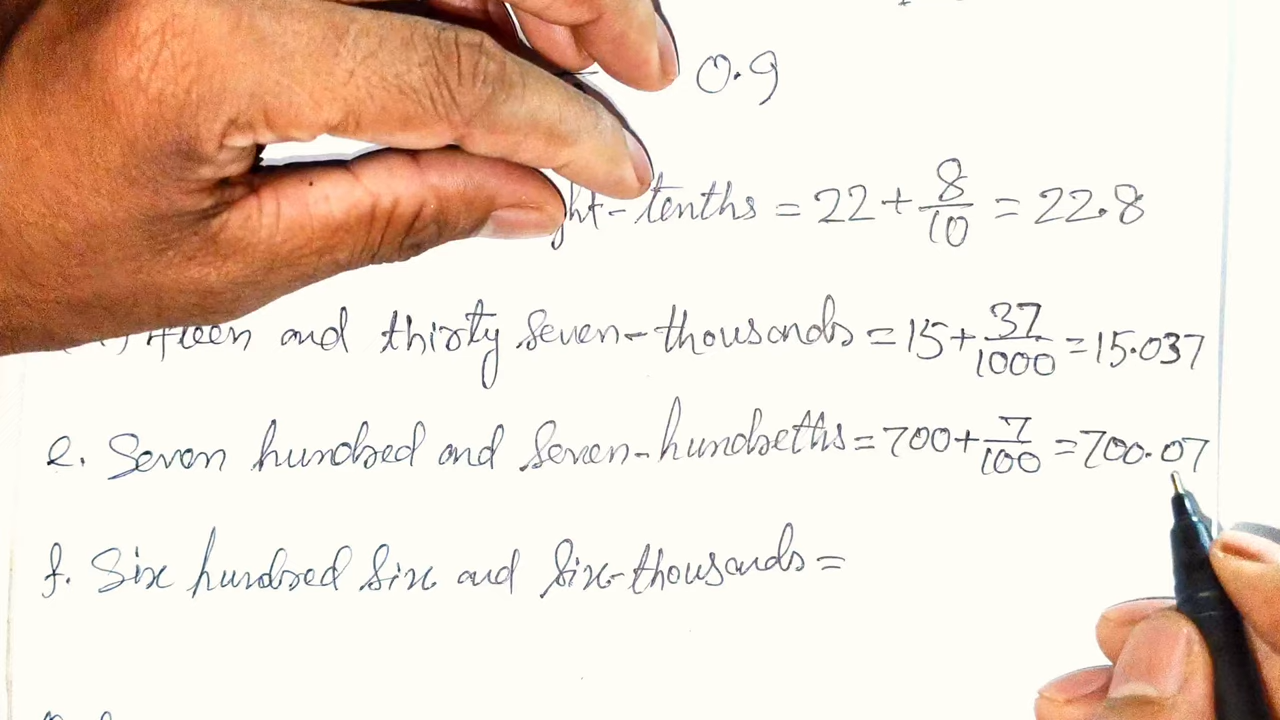 0.9
ht-tenths = 22 + 8/10 = 22.8
and thirty seven-thousands = 15 + 37/1000 = 15.037
e. Seven hundred and Seven-hundreths = 700 + 7/100 = 700.07
f. Six hundred Six and Six-thousands =